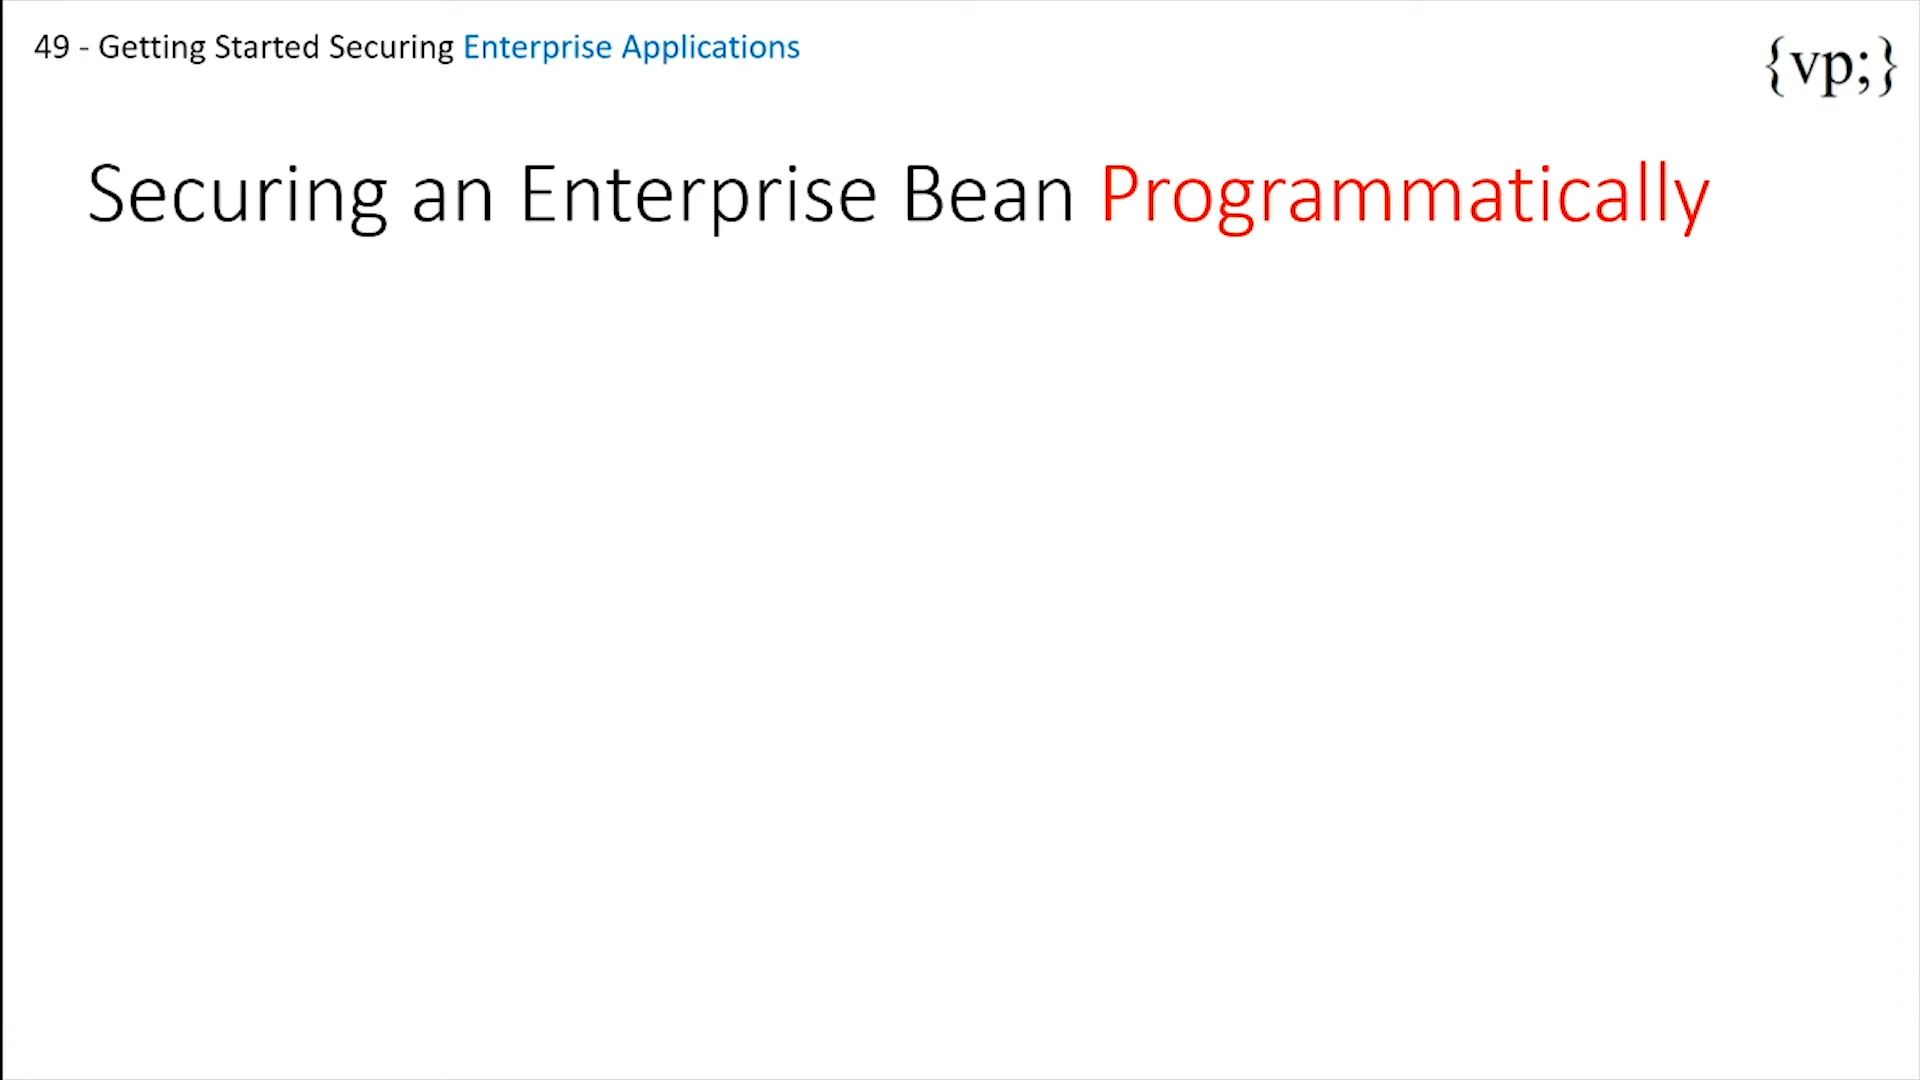 49 - Getting Started Securing Enterprise Applications
{vp;}
Securing an Enterprise Bean Programmatically